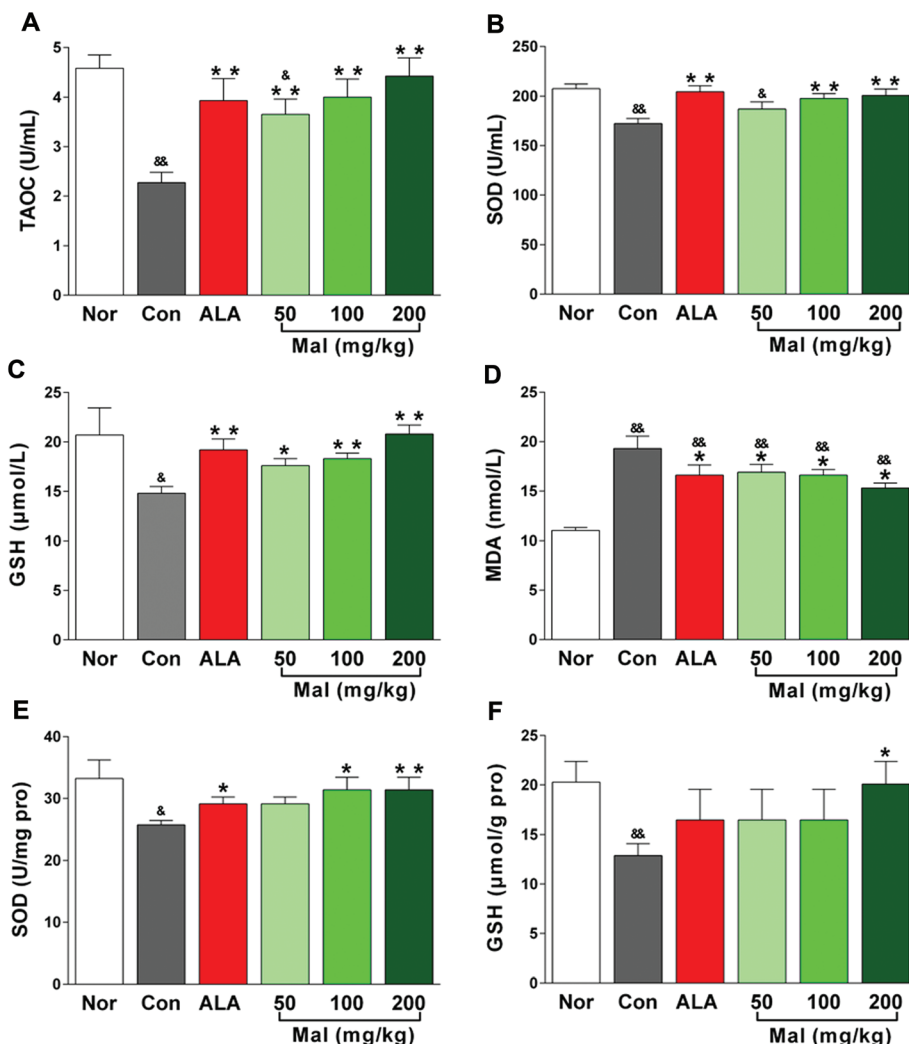 A
TAOC (U/mL)
5
4
3
2
1
0
&&
* *
&
* *
* *
* *
Nor Con ALA 50 100 200
Mal (mg/kg)
B
SOD (U/mL)
250
200
150
100
50
0
&&
* *
&
* *
* *
Nor Con ALA 50 100 200
Mal (mg/kg)
C
GSH (µmol/L)
25
20
15
10
5
0
&
* *
*
* *
* *
Nor Con ALA 50 100 200
Mal (mg/kg)
D
MDA (nmol/L)
25
20
15
10
5
0
&&
&&
*
&&
*
&&
*
&&
*
Nor Con ALA 50 100 200
Mal (mg/kg)
E
SOD (U/mg pro)
40
30
20
10
0
&
*
*
* *
Nor Con ALA 50 100 200
Mal (mg/kg)
F
GSH (µmol/g pro)
25
20
15
10
5
0
&&
*
Nor Con ALA 50 100 200
Mal (mg/kg)